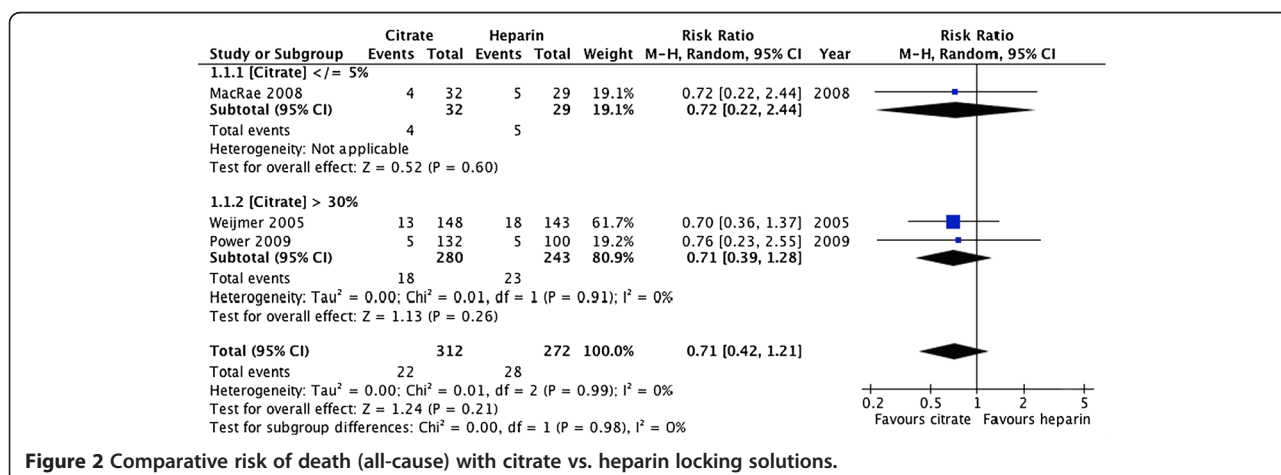 Citrate Heparin Risk Ratio Risk Ratio
Study or Subgroup Events Total Events Total Weight M-H, Random, 95% CI Year M-H, Random, 95% CI
1.1.1 [Citrate] </= 5%
MacRae 2008 4 32 5 29 19.1% 0.72 [0.22, 2.44] 2008
Subtotal (95% CI) 32 29 19.1% 0.72 [0.22, 2.44]
Total events 4 5
Heterogeneity: Not applicable
Test for overall effect: Z = 0.52 (P = 0.60)
1.1.2 [Citrate] > 30%
Weijmer 2005 13 148 18 143 61.7% 0.70 [0.36, 1.37] 2005
Power 2009 5 132 5 100 19.2% 0.76 [0.23, 2.55] 2009
Subtotal (95% CI) 280 243 80.9% 0.71 [0.39, 1.28]
Total events 18 23
Heterogeneity: Tau² = 0.00; Chi² = 0.01, df = 1 (P = 0.91); I² = 0%
Test for overall effect: Z = 1.13 (P = 0.26)
Total (95% CI) 312 272 100.0% 0.71 [0.42, 1.21]
Total events 22 28
Heterogeneity: Tau² = 0.00; Chi² = 0.01, df = 2 (P = 0.99); I² = 0%
Test for overall effect: Z = 1.24 (P = 0.21)
Test for subgroup differences: Chi² = 0.00, df = 1 (P = 0.98), I² = 0%
0.2 0.5 1 2 5
Favours citrate Favours heparin
Figure 2 Comparative risk of death (all-cause) with citrate vs. heparin locking solutions.